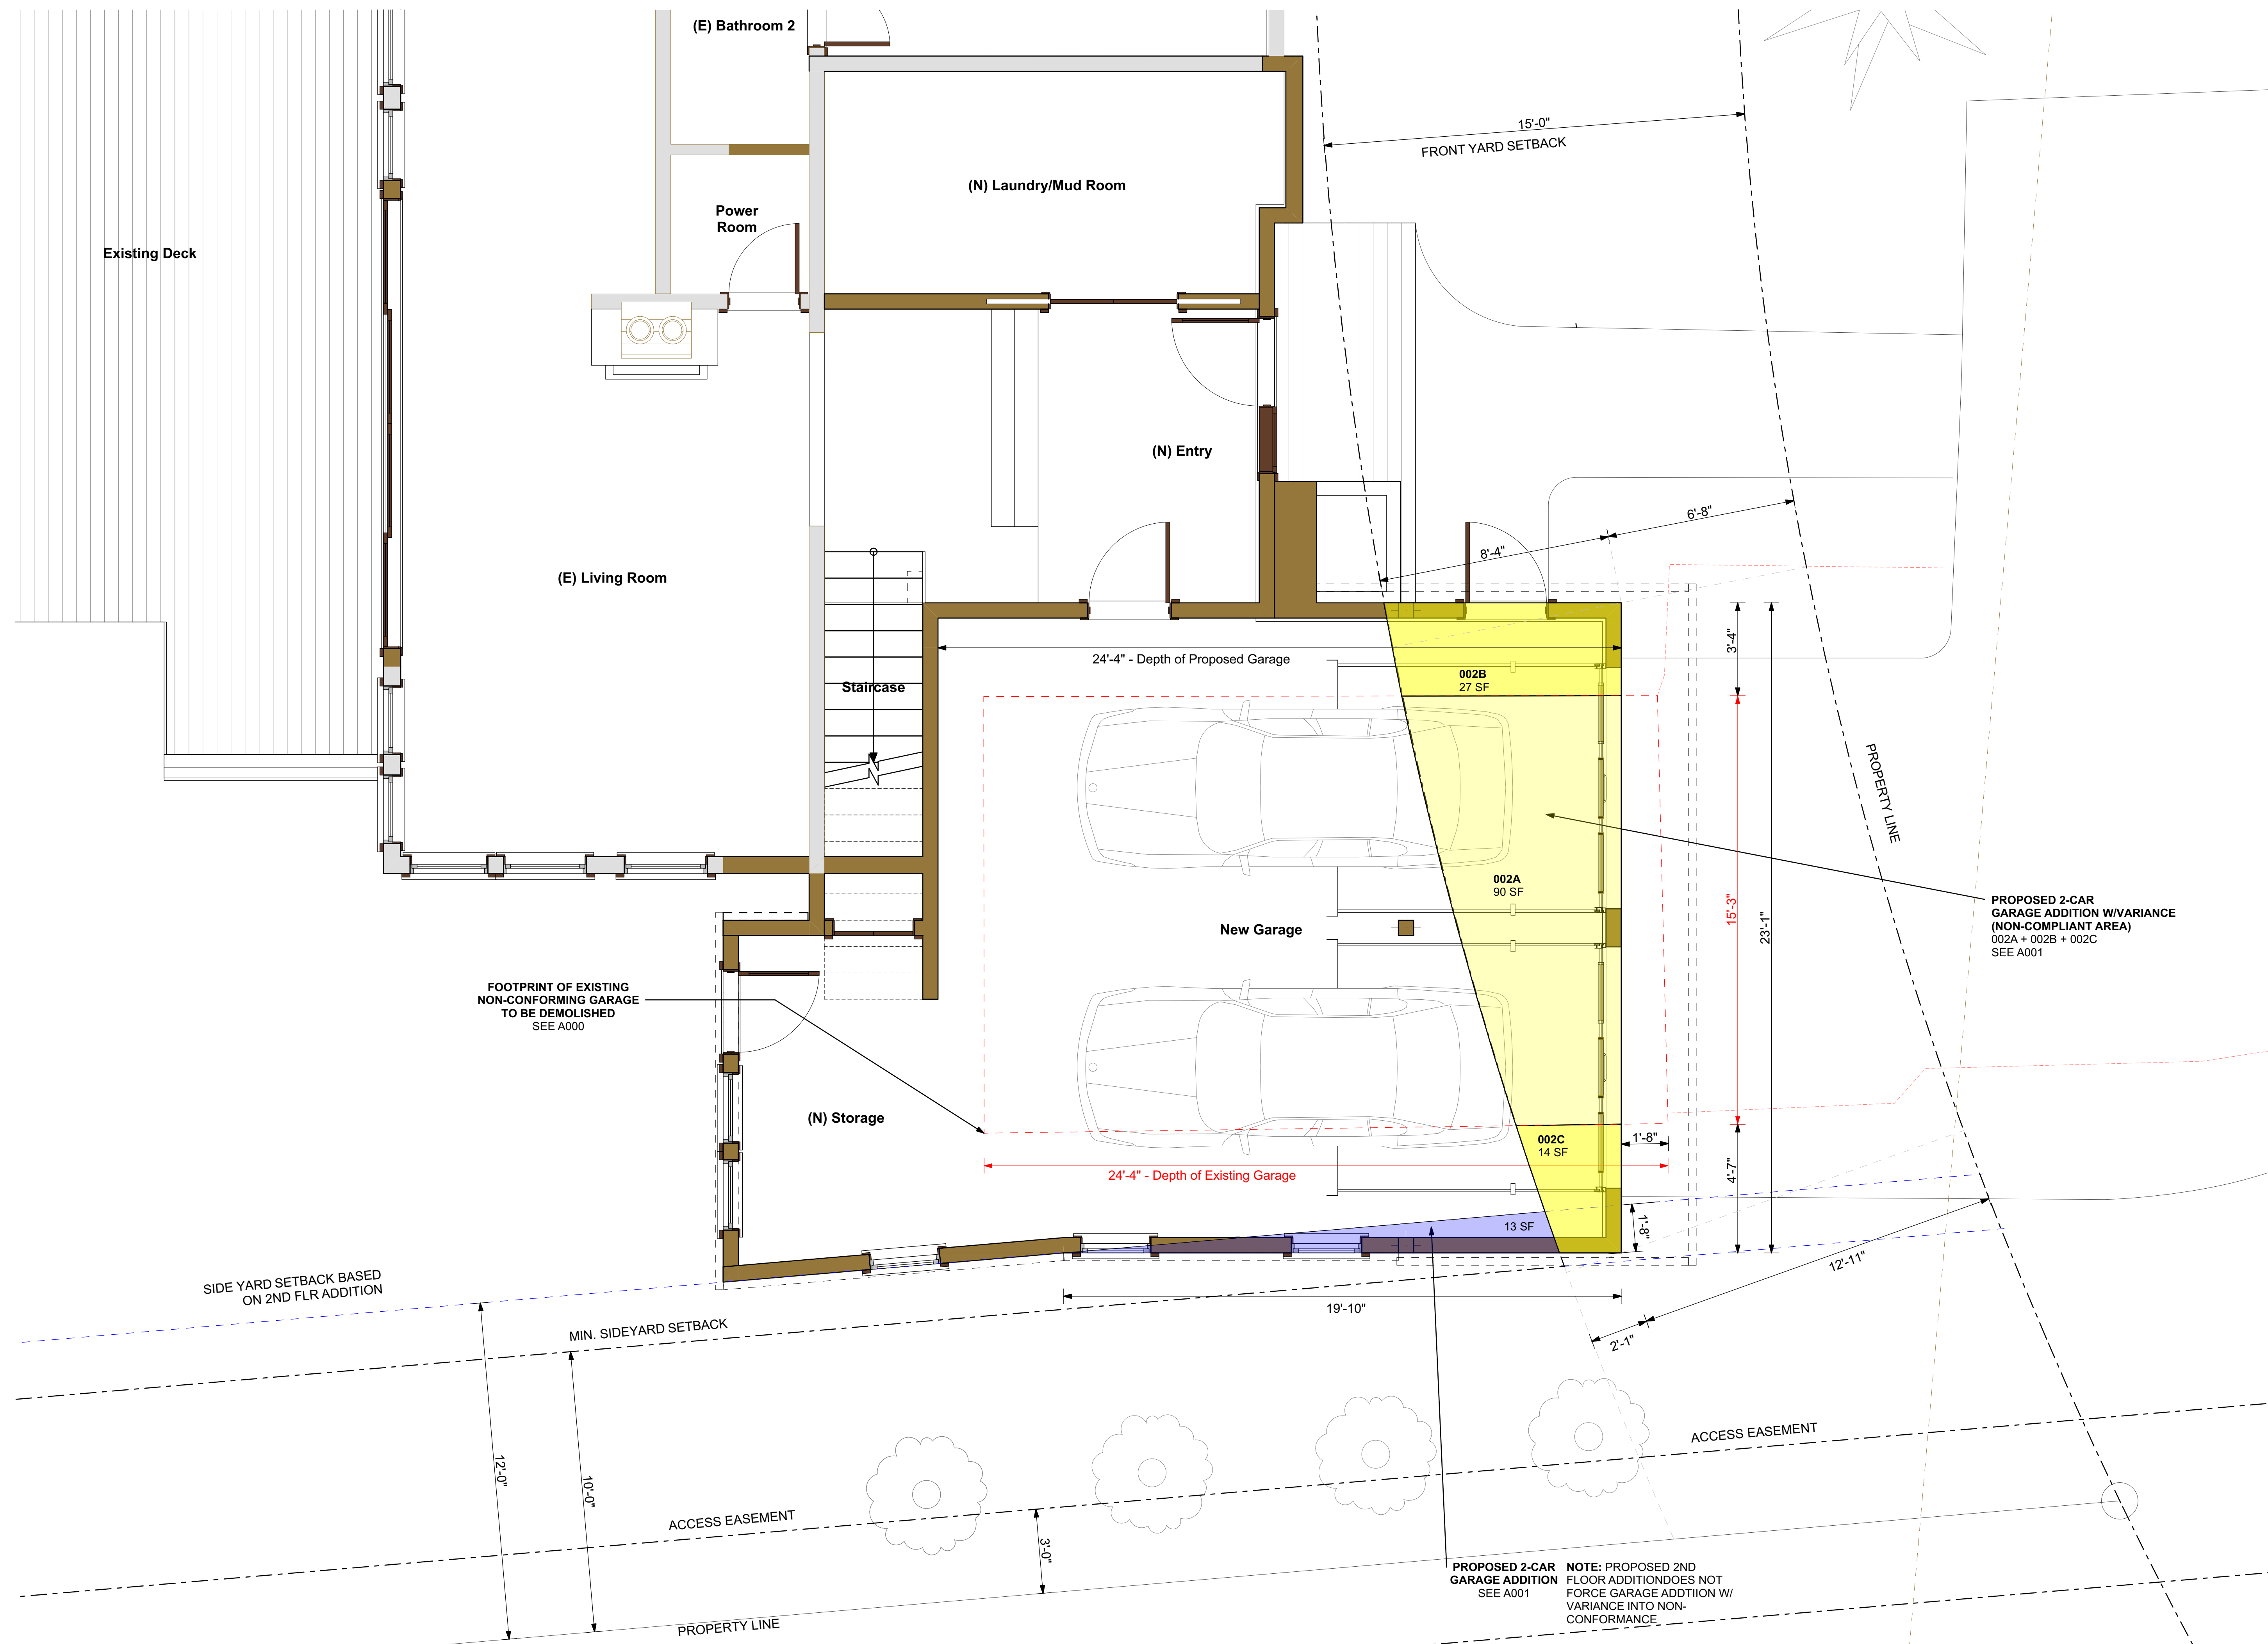 (E) Bathroom 2
15'-0"
FRONT YARD SETBACK
(N) Laundry/Mud Room
Power
Room
Existing Deck
(N) Entry
6'-8"
8'-4"
(E) Living Room
3'-4"
24'-4" - Depth of Proposed Garage
002B
27 SF
Staircase
PROPERTY LINE
002A
90 SF
15'-3"
23'-1"
New Garage
PROPOSED 2-CAR
GARAGE ADDITION W/VARIANCE
(NON-COMPLIANT AREA)
002A + 002B + 002C
SEE A001
FOOTPRINT OF EXISTING
NON-CONFORMING GARAGE
TO BE DEMOLISHED
SEE A000
(N) Storage
002C
14 SF
1'-8"
24'-4" - Depth of Existing Garage
4'-7"
13 SF
1'-8"
12'-11"
SIDE YARD SETBACK BASED
ON 2ND FLR ADDITION
19'-10"
MIN. SIDEYARD SETBACK
2'-1"
12'-0"
10'-0"
ACCESS EASEMENT
ACCESS EASEMENT
3'-0"
PROPOSED 2-CAR
GARAGE ADDITION
SEE A001
NOTE: PROPOSED 2ND
FLOOR ADDITIONDOES NOT
FORCE GARAGE ADDTIION W/
VARIANCE INTO NON-
CONFORMANCE
PROPERTY LINE